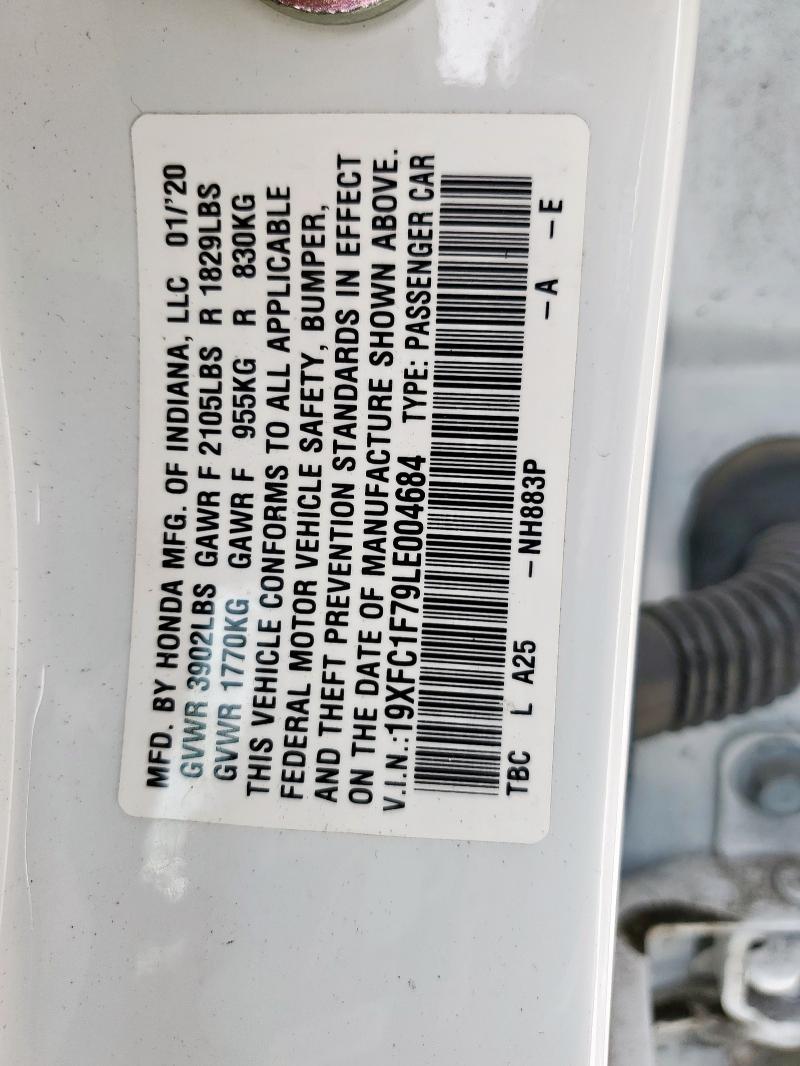 MFD. BY HONDA MFG. OF INDIANA, LLC 01/'20
GVWR 3902LBS GAWR F 2105LBS R 1829LBS
GVWR 1770KG GAWR F 955KG R 830KG
THIS VEHICLE CONFORMS TO ALL APPLICABLE
FEDERAL MOTOR VEHICLE SAFETY, BUMPER,
AND THEFT PREVENTION STANDARDS IN EFFECT
ON THE DATE OF MANUFACTURE SHOWN ABOVE.
V.I.N.:19XFC1F79LE004684 TYPE: PASSENGER CAR
TBC L A25 -NH883P -A -E